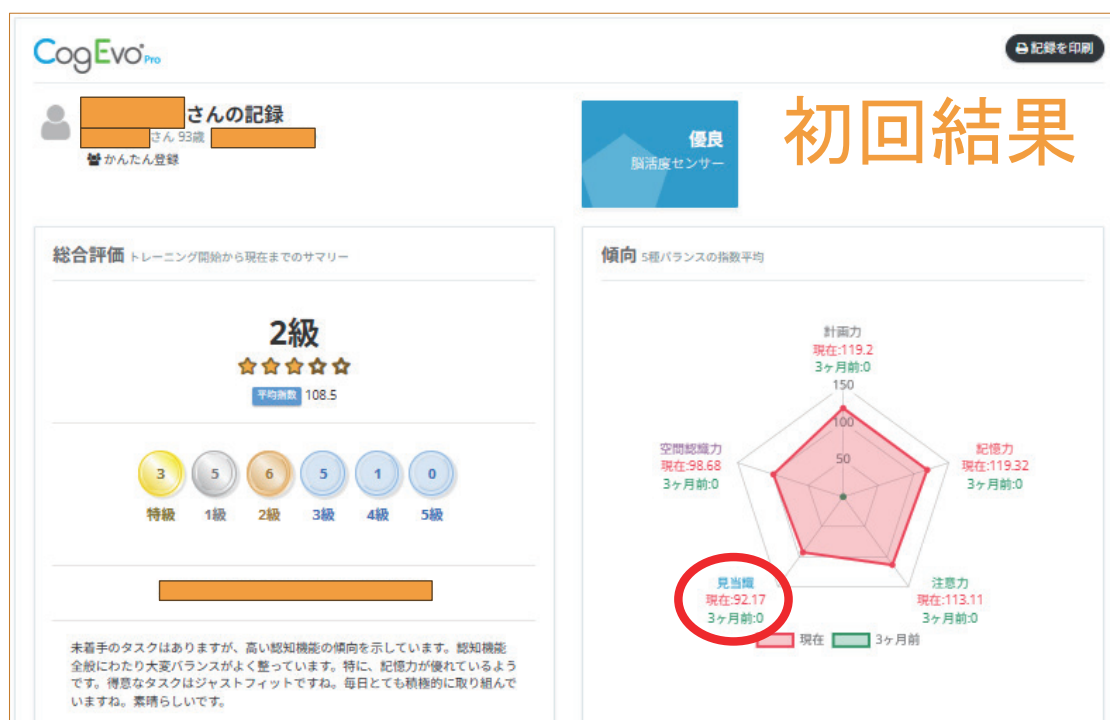 CogEvo Pro
記録を印刷
さんの記録
さん 93歳
かんたん登録
優良
脳活度センサー
初回結果
総合評価 トレーニング開始から現在までのサマリー
2級
平均指数 108.5
3 5 6 5 1 0
特級 1級 2級 3級 4級 5級
未着手のタスクはありますが、高い認知機能の傾向を示しています。認知機能
全般にわたり大変バランスがよく整っています。特に、記憶力が優れているよう
です。得意なタスクはジャストフィットですね。毎日とても積極的に取り組んで
いますね。素晴らしいです。
傾向 5種バランスの指数平均
計画力
現在:119.2
3ヶ月前:0
150
100
50
空間認識力
現在:98.68
3ヶ月前:0
記憶力
現在:119.32
3ヶ月前:0
見当識
現在:92.17
3ヶ月前:0
注意力
現在:113.11
3ヶ月前:0
現在 3ヶ月前